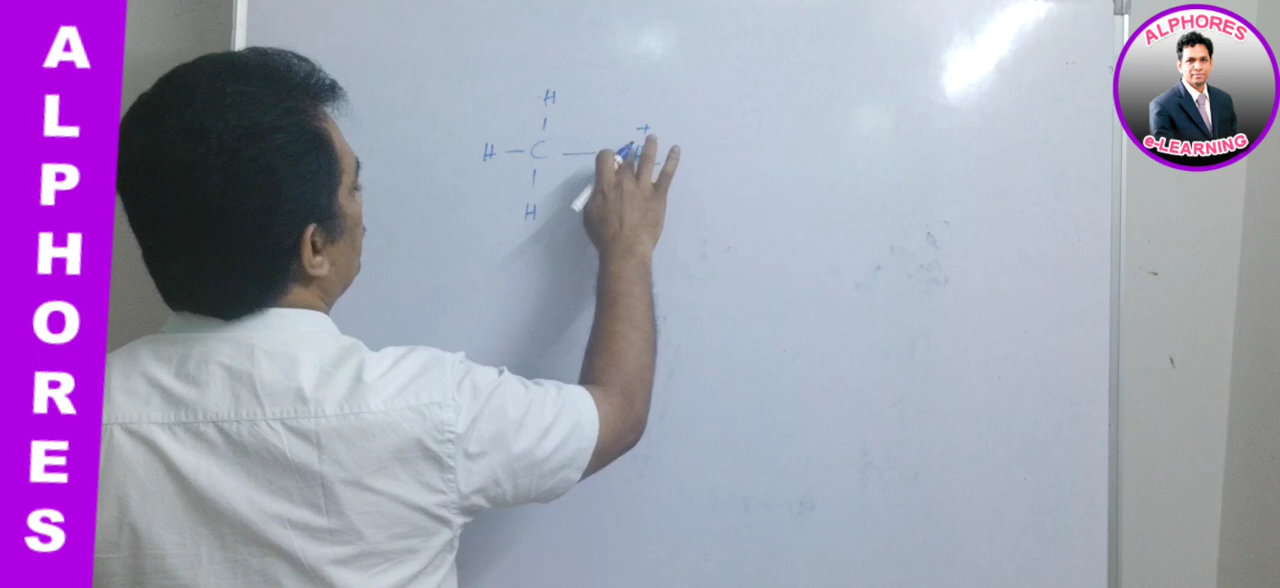 ALPHORES
ALPHORES
e-LEARNING
H
H - C —
+
H